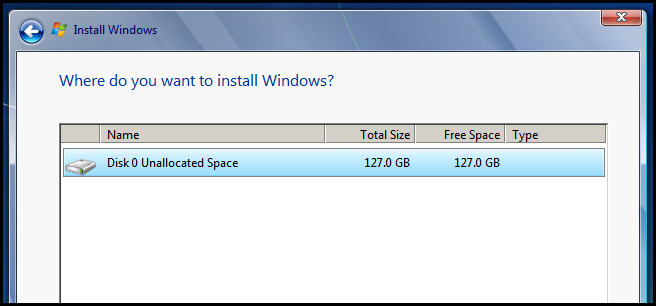 Install Windows
Where do you want to install Windows?
Name Total Size Free Space Type
Disk 0 Unallocated Space 127.0 GB 127.0 GB